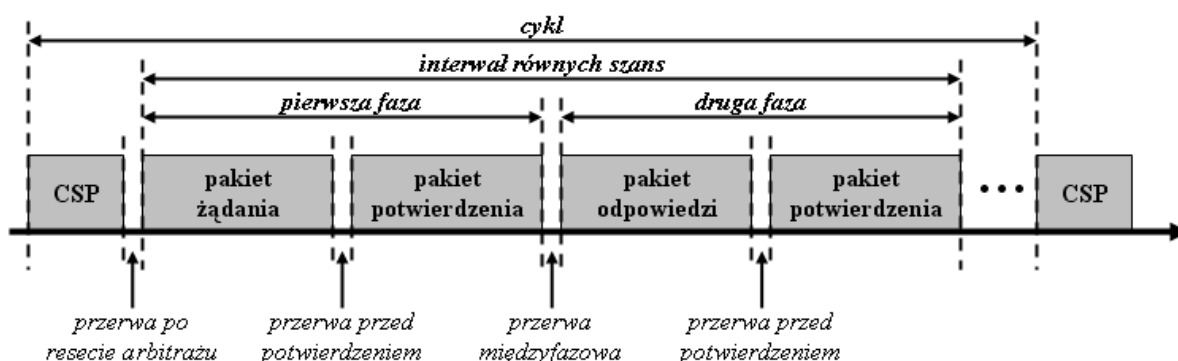 cykl
interwał równych szans
pierwsza faza
druga faza
CSP
pakiet
żądania
pakiet
potwierdzenia
pakiet
odpowiedzi
pakiet
potwierdzenia
CSP
przerwa po
resecie arbitrażu
przerwa przed
potwierdzeniem
przerwa
międzyfazowa
przerwa przed
potwierdzeniem